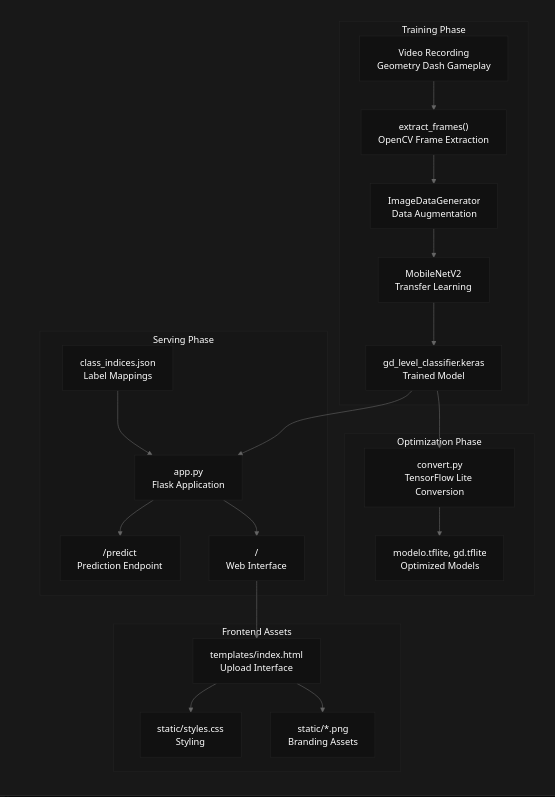 Training Phase
Video Recording
Geometry Dash Gameplay
extract_frames()
OpenCV Frame Extraction
ImageDataGenerator
Data Augmentation
MobileNetV2
Transfer Learning
gd_level_classifier.keras
Trained Model
Serving Phase
class_indices.json
Label Mappings
app.py
Flask Application
/predict
Prediction Endpoint
/
Web Interface
Optimization Phase
convert.py
TensorFlow Lite
Conversion
modelo.tflite, gd.tflite
Optimized Models
Frontend Assets
templates/index.html
Upload Interface
static/styles.css
Styling
static/*.png
Branding Assets